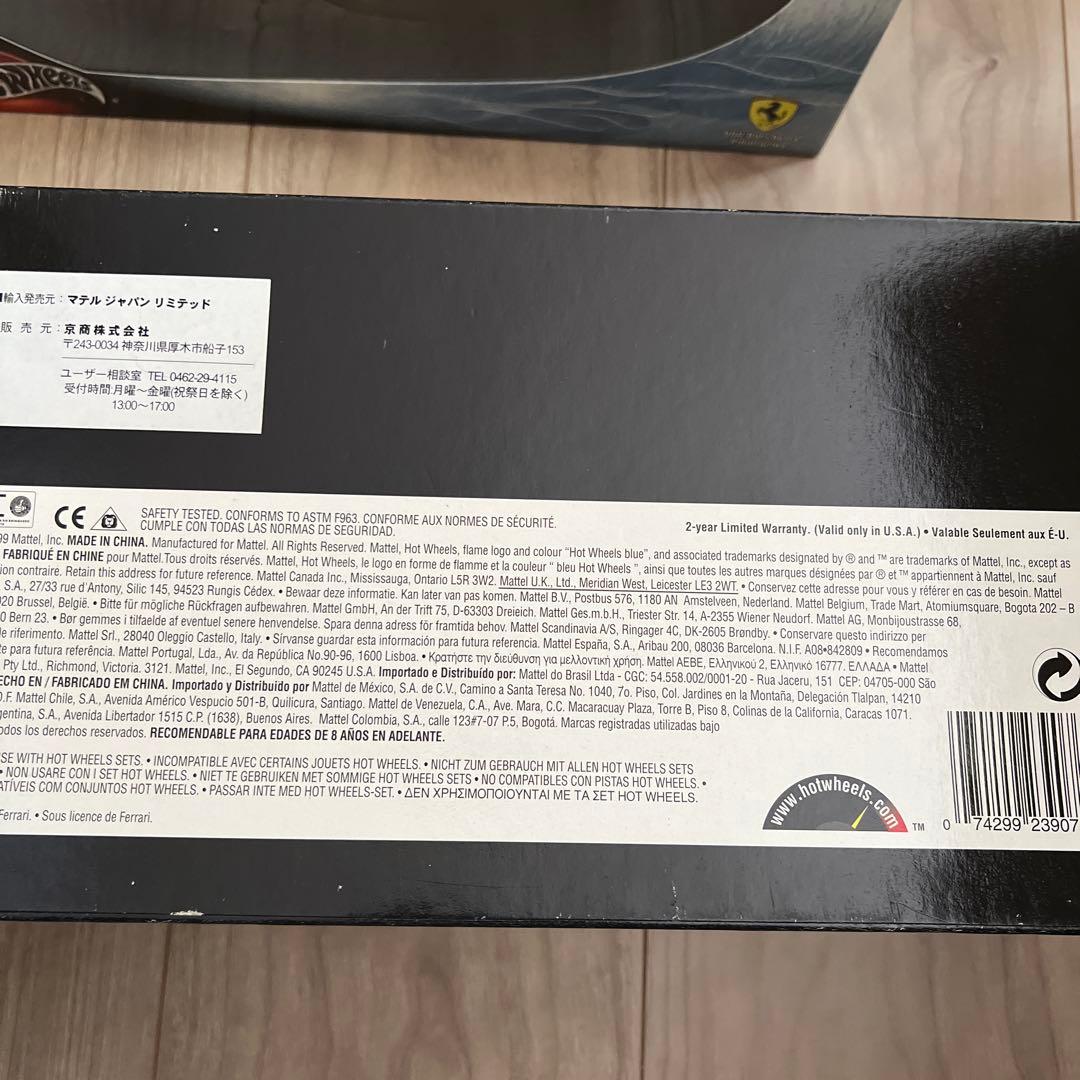 Wheels
輸入発売元：マテル ジャパン リミテッド
販 売 元：京商株式会社
〒243-0034 神奈川県厚木市船子153
ユーザー相談室 TEL 0462-29-4115
受付時間:月曜〜金曜(祝祭日を除く)
13:00〜17:00
CE
SAFETY TESTED. CONFORMS TO ASTM F963. CONFORME AUX NORMES DE SÉCURITÉ.
CUMPLE CON TODAS LAS NORMAS DE SEGURIDAD.
2-year Limited Warranty. (Valid only in U.S.A.) • Valable Seulement aux É-U.
99 Mattel, Inc. MADE IN CHINA. Manufactured for Mattel. All Rights Reserved. Mattel, Hot Wheels, flame logo and colour “Hot Wheels blue”, and associated trademarks designated by ® and ™ are trademarks of Mattel, Inc., except as
FABRIQUÉ EN CHINE pour Mattel.Tous droits réservés. Mattel, Hot Wheels, le logo en forme de flamme et la couleur “ bleu Hot Wheels ”, ainsi que toutes les autres marques désignées par ® et ™ appartiennent à Mattel, Inc. sauf
ion contraire. Retain this address for future reference. Mattel Canada Inc., Mississauga, Ontario L5R 3W2. Mattel U.K., Ltd., Meridian West, Leicester LE3 2WT. • Conservez cette adresse pour vous y référer en cas de besoin. Mattel
S.A., 27/33 rue d'Antony, Silic 145, 94523 Rungis Cédex. • Bewaar deze informatie. Kan later van pas komen. Mattel B.V., Postbus 576, 1180 AN Amstelveen, Nederland. Mattel Belgium, Trade Mart, Atomiumsquare, Bogota 202 – B
020 Brussel, België. • Bitte für mögliche Rückfragen aufbewahren. Mattel GmbH, An der Trift 75, D-63303 Dreieich. Mattel Ges.m.b.H., Triester Str. 14, A-2355 Wiener Neudorf. Mattel AG, Monbijoustrasse 68,
0 Bern 23. • Bør gemmes i tilfælde af eventuel senere henvendelse. Spara denna adress för framtida behov. Mattel Scandinavia A/S, Ringager 4C, DK-2605 Brøndby. • Conservare questo indirizzo per
le riferimento. Mattel Srl., 28040 Oleggio Castello, Italy. • Sírvanse guardar esta información para futura referencia. Mattel España, S.A., Aribau 200, 08036 Barcelona. N.I.F. A08•842809 • Recomendamos
te para futura referência. Mattel Portugal, Lda., Av. da República No.90-96, 1600 Lisboa. • Κρατήστε την διεύθυνση για μελλοντική χρήση. Mattel AEBE, Ελληνικού 2, Ελληνικό 16777. ΕΛΛΑΔΑ • Mattel
Pty Ltd., Richmond, Victoria. 3121. Mattel, Inc., El Segundo, CA 90245 U.S.A. Importado e Distribuído por: Mattel do Brasil Ltda - CGC: 54.558.002/0001-20 - Rua Jaceru, 151 CEP: 04705-000 São
ECHO EN / FABRICADO EM CHINA. Importado y Distribuido por Mattel de México, S.A. de C.V., Camino a Santa Teresa No. 1040, 7o. Piso, Col. Jardines en la Montaña, Delegación Tlalpan, 14210
D.F. Mattel Chile, S.A., Avenida Américo Vespucio 501-B, Quilicura, Santiago. Mattel de Venezuela, C.A., Ave. Mara, C.C. Macaracuay Plaza, Torre B, Piso 8, Colinas de la California, Caracas 1071.
gentina, S.A., Avenida Libertador 1515 C.P. (1638), Buenos Aires. Mattel Colombia, S.A., calle 123#7-07 P.5, Bogotá. Marcas registradas utilizadas bajo
odos los derechos reservados. RECOMENDABLE PARA EDADES DE 8 AÑOS EN ADELANTE.
SE WITH HOT WHEELS SETS. • INCOMPATIBLE AVEC CERTAINS JOUETS HOT WHEELS. • NICHT ZUM GEBRAUCH MIT ALLEN HOT WHEELS SETS
• NON USARE CON I SET HOT WHEELS. • NIET TE GEBRUIKEN MET SOMMIGE HOT WHEELS SETS • NO COMPATIBLES CON PISTAS HOT WHEELS. •
ATÍVEIS COM CONJUNTOS HOT WHEELS. • PASSAR INTE MED HOT WHEELS-SET. • ΔΕΝ ΧΡΗΣΙΜΟΠΟΙΟΥΝΤΑΙ ΜΕ ΤΑ ΣΕΤ HOT WHEELS.
Ferrari. • Sous licence de Ferrari.
www.hotwheels.com ™
0 74299 23907